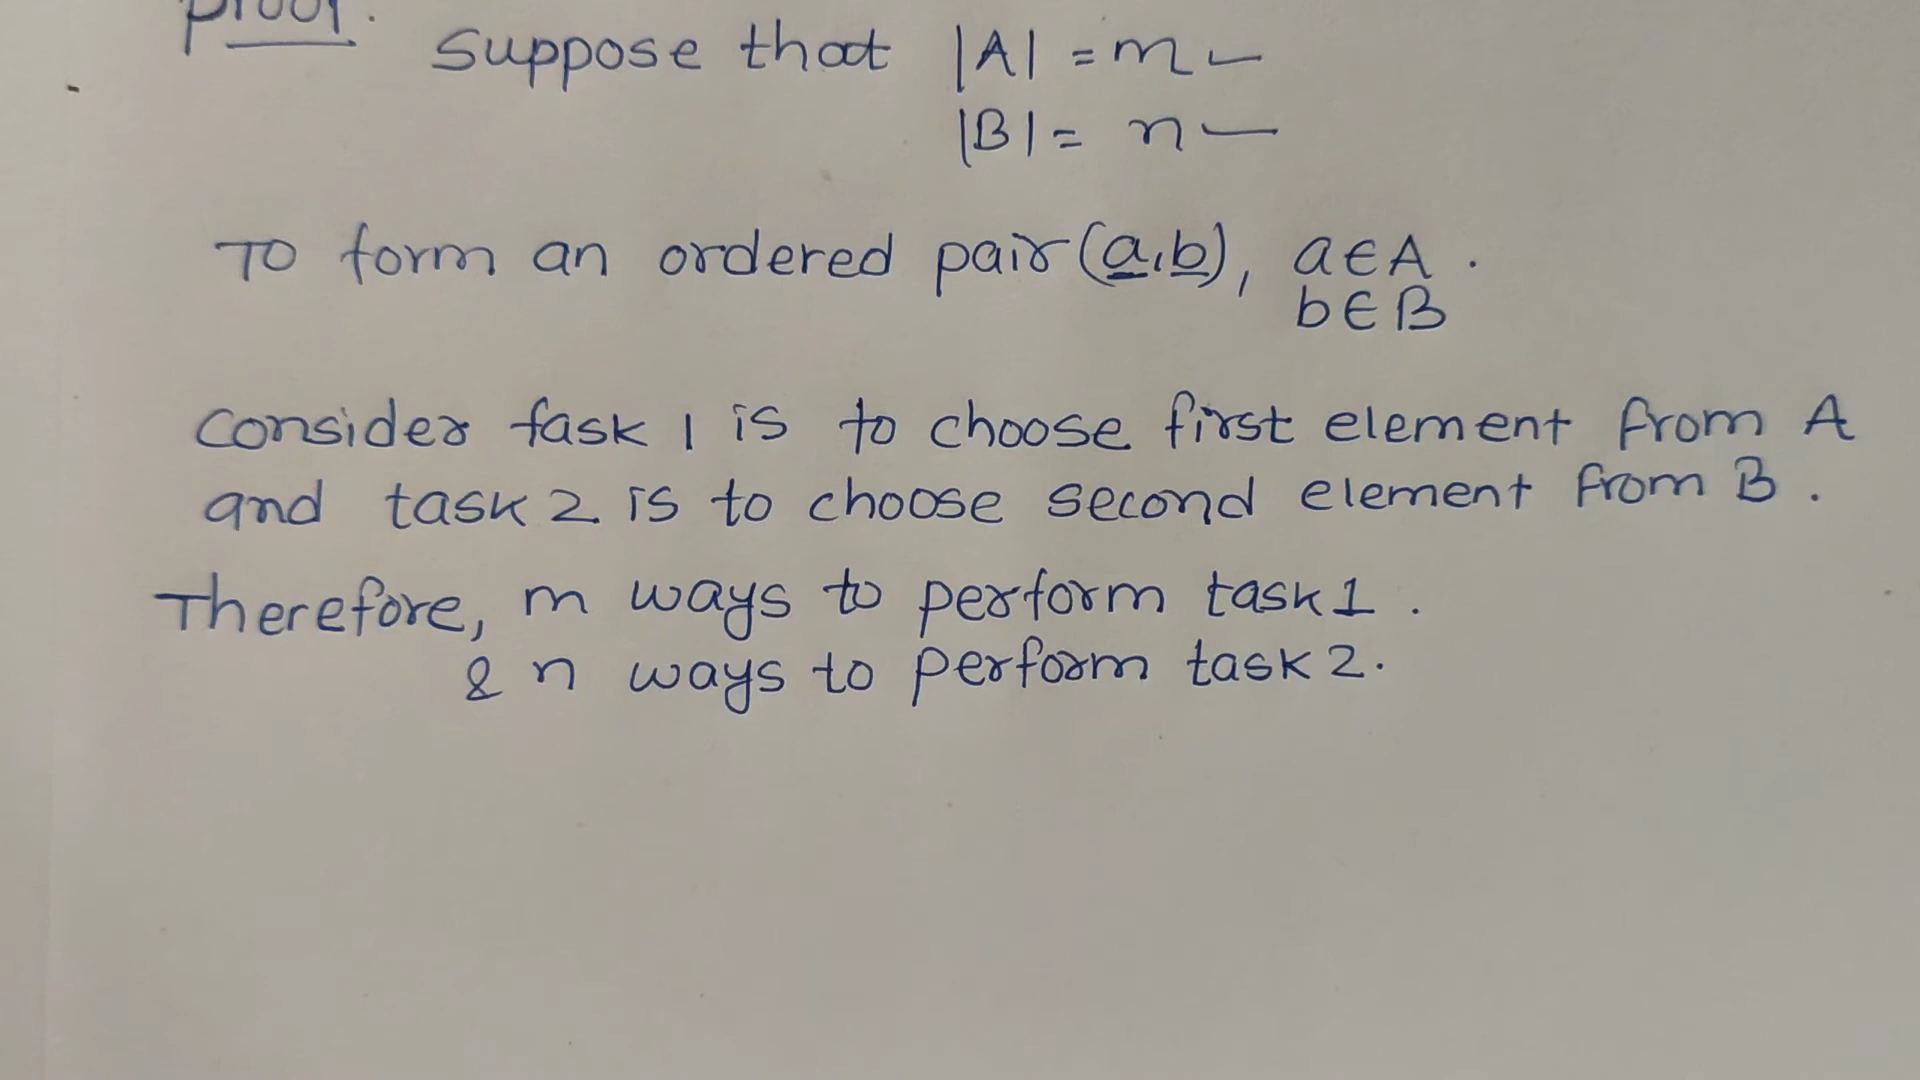 Proof.
Suppose that |A| = m –
|B| = n –
To form an ordered pair (a,b), a∈A .
b∈B
Consider task 1 is to choose first element from A
and task 2 is to choose second element from B .
Therefore, m ways to perform task 1 .
& n ways to perform task 2.